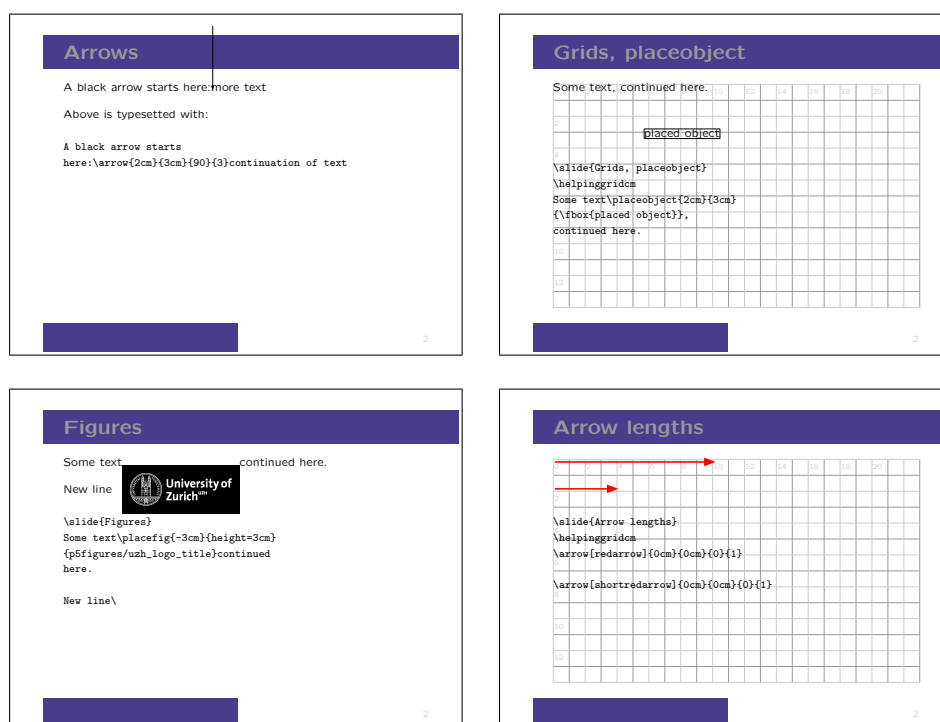 Arrows
A black arrow starts here:more text
Above is typesetted with:
A black arrow starts
here:\arrow{2cm}{3cm}{90}{3}continuation of text
2
Grids, placeobject
Some text, continued here.
10
18
20
2
placed object
4
\slide{Grids, placeobject}
\helpinggridcm
Some text\placeobject{2cm}{3cm}
{\fbox{placed object}},
continued here.
10
12
2
Figures
Some text continued here.
New line
University of
Zurich UZH
\slide{Figures}
Some text\placefig{-3cm}{height=3cm}
{p5figures/uzh_logo_title}continued
here.
New line\
2
Arrow lengths
0 2 4 6 8 10 12 14 16 18 20
2
\slide{Arrow lengths}
\helpinggridcm
\arrow[redarrow]{0cm}{0cm}{0}{1}
6
\arrow[shortredarrow]{0cm}{0cm}{0}{1}
8
10
12
2